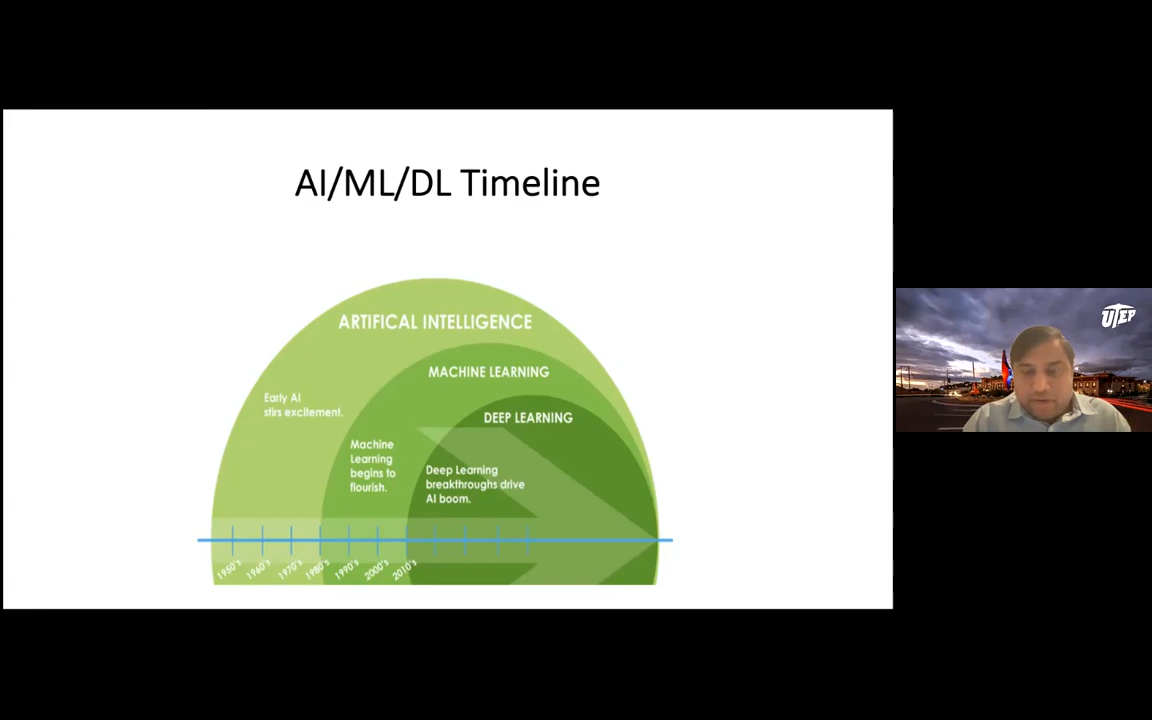 AI/ML/DL Timeline
ARTIFICAL INTELLIGENCE
MACHINE LEARNING
DEEP LEARNING
Early AI
stirs excitement.
Machine
Learning
begins to
flourish.
Deep Learning
breakthroughs drive
AI boom.
1950's 1960's 1970's 1980's 1990's 2000's 2010's
UTEP